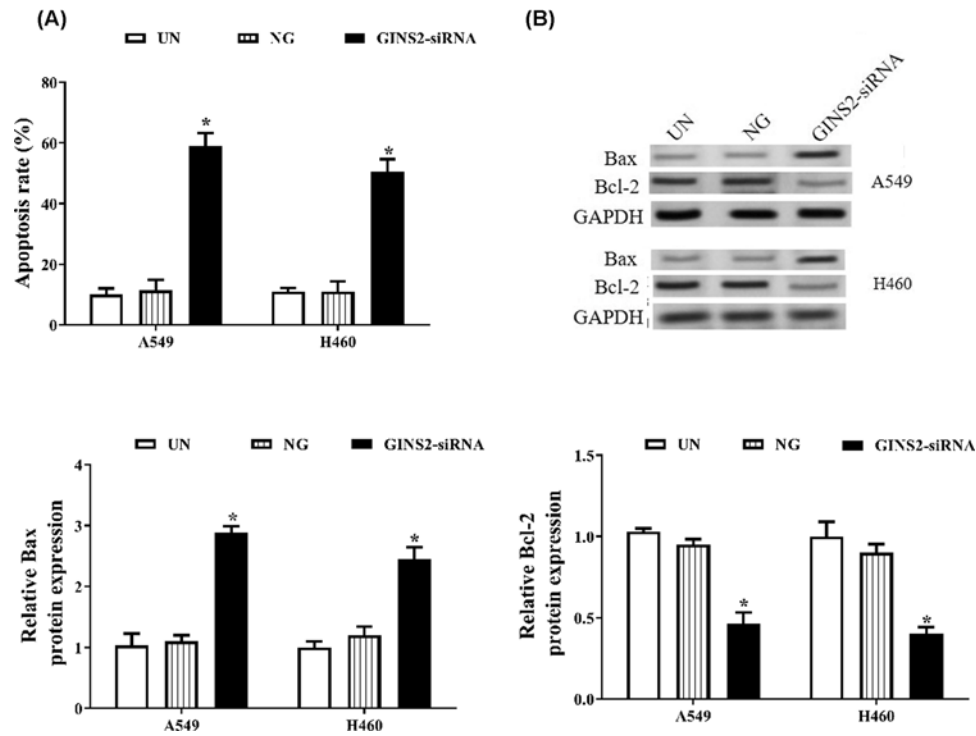 (A)
UN NG GINS2-siRNA
Apoptosis rate (%)
80
60
40
20
0
A549 H460
(B)
UN NG GINS2-siRNA
Bax
Bcl-2
GAPDH
A549
Bax
Bcl-2
GAPDH
H460
UN NG GINS2-siRNA
Relative Bax
protein expression
4
3
2
1
0
* *
A549 H460
UN NG GINS2-siRNA
Relative Bcl-2
protein expression
1.5
1.0
0.5
0.0
* *
A549 H460